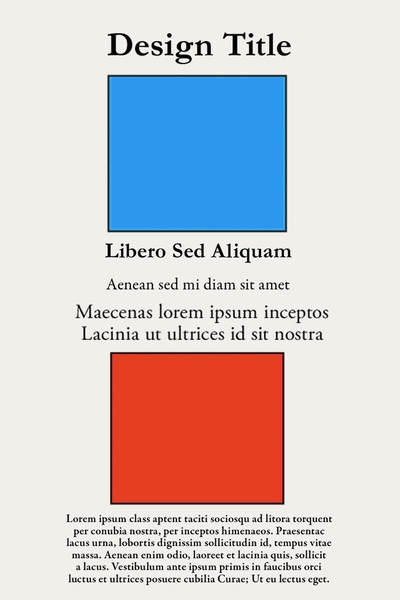 Design Title
Libero Sed Aliquam
Aenean sed mi diam sit amet
Maecenas lorem ipsum inceptos
Lacinia ut ultrices id sit nostra
Lorem ipsum class aptent taciti sociosqu ad litora torquent
per conubia nostra, per inceptos himenaeos. Praesentac
lacus urna, lobortis dignissim sollicitudin id, tempus vitae
massa. Aenean enim odio, laoreet et lacinia quis, sollicit
a lacus. Vestibulum ante ipsum primis in faucibus orci
luctus et ultrices posuere cubilia Curae; Ut eu lectus eget.